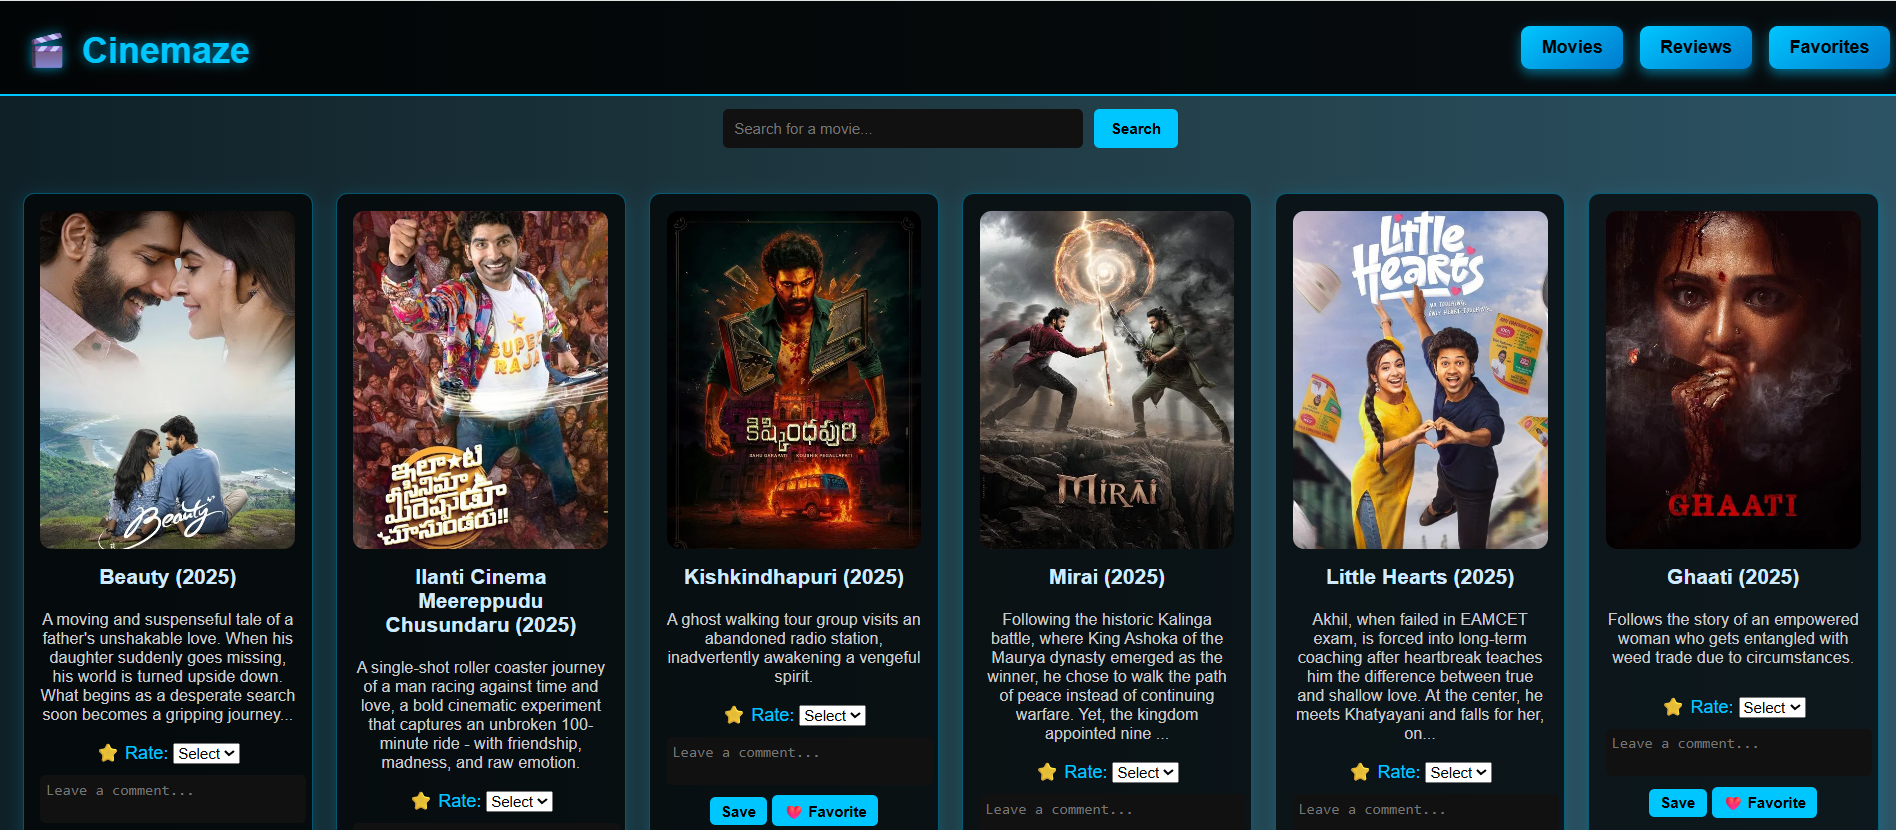 Cinemaze
Movies
Reviews
Favorites
Search for a movie...
Search
Beauty
SUPER
RAJA
ఇలాంటి
సినిమా
మీరెప్పుడూ
చూసుండరు!!
కిష్కింధపురి
SAHU GARAPATI KOUSHIK PEGALLAPATI
MIRAI
Little
Hearts
NO TOUCHING,
ONLY HEART TOUCHING...
GHAATI
Beauty (2025)
A moving and suspenseful tale of a
father's unshakable love. When his
daughter suddenly goes missing,
his world is turned upside down.
What begins as a desperate search
soon becomes a gripping journey...
Rate: Select
Leave a comment...
Ilanti Cinema
Meereppudu
Chusundaru (2025)
A single-shot roller coaster journey
of a man racing against time and
love, a bold cinematic experiment
that captures an unbroken 100-
minute ride - with friendship,
madness, and raw emotion.
Rate: Select
Kishkindhapuri (2025)
A ghost walking tour group visits an
abandoned radio station,
inadvertently awakening a vengeful
spirit.
Rate: Select
Leave a comment...
Save
Favorite
Mirai (2025)
Following the historic Kalinga
battle, where King Ashoka of the
Maurya dynasty emerged as the
winner, he chose to walk the path
of peace instead of continuing
warfare. Yet, the kingdom
appointed nine ...
Rate: Select
Leave a comment...
Little Hearts (2025)
Akhil, when failed in EAMCET
exam, is forced into long-term
coaching after heartbreak teaches
him the difference between true
and shallow love. At the center, he
meets Khatyayani and falls for her,
on...
Rate: Select
Leave a comment...
Ghaati (2025)
Follows the story of an empowered
woman who gets entangled with
weed trade due to circumstances.
Rate: Select
Leave a comment...
Save
Favorite